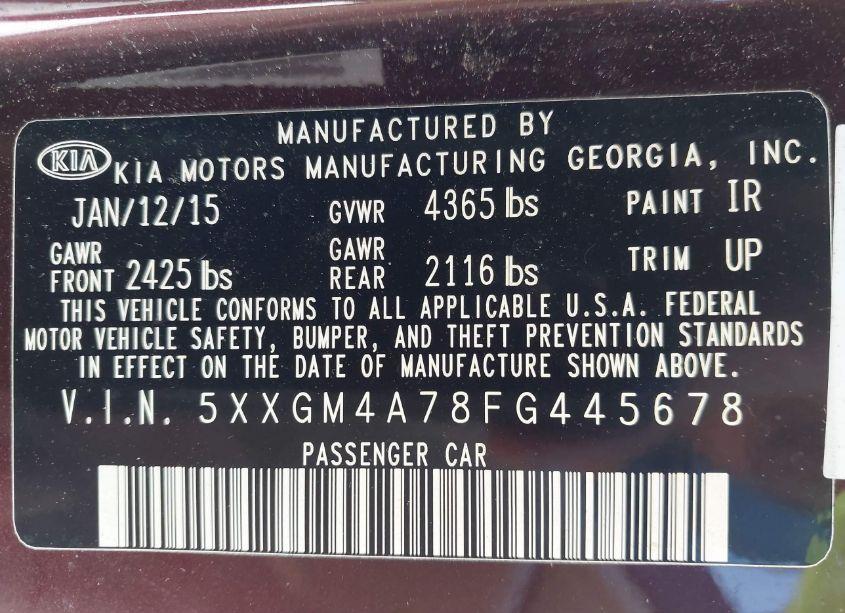 MANUFACTURED BY
KIA KIA MOTORS MANUFACTURING GEORGIA, INC.
JAN/12/15 GVWR 4365 lbs PAINT IR
GAWR FRONT 2425 lbs GAWR REAR 2116 lbs TRIM UP
THIS VEHICLE CONFORMS TO ALL APPLICABLE U.S.A. FEDERAL
MOTOR VEHICLE SAFETY, BUMPER, AND THEFT PREVENTION STANDARDS
IN EFFECT ON THE DATE OF MANUFACTURE SHOWN ABOVE.
V.I.N. 5XXGM4A78FG445678
PASSENGER CAR